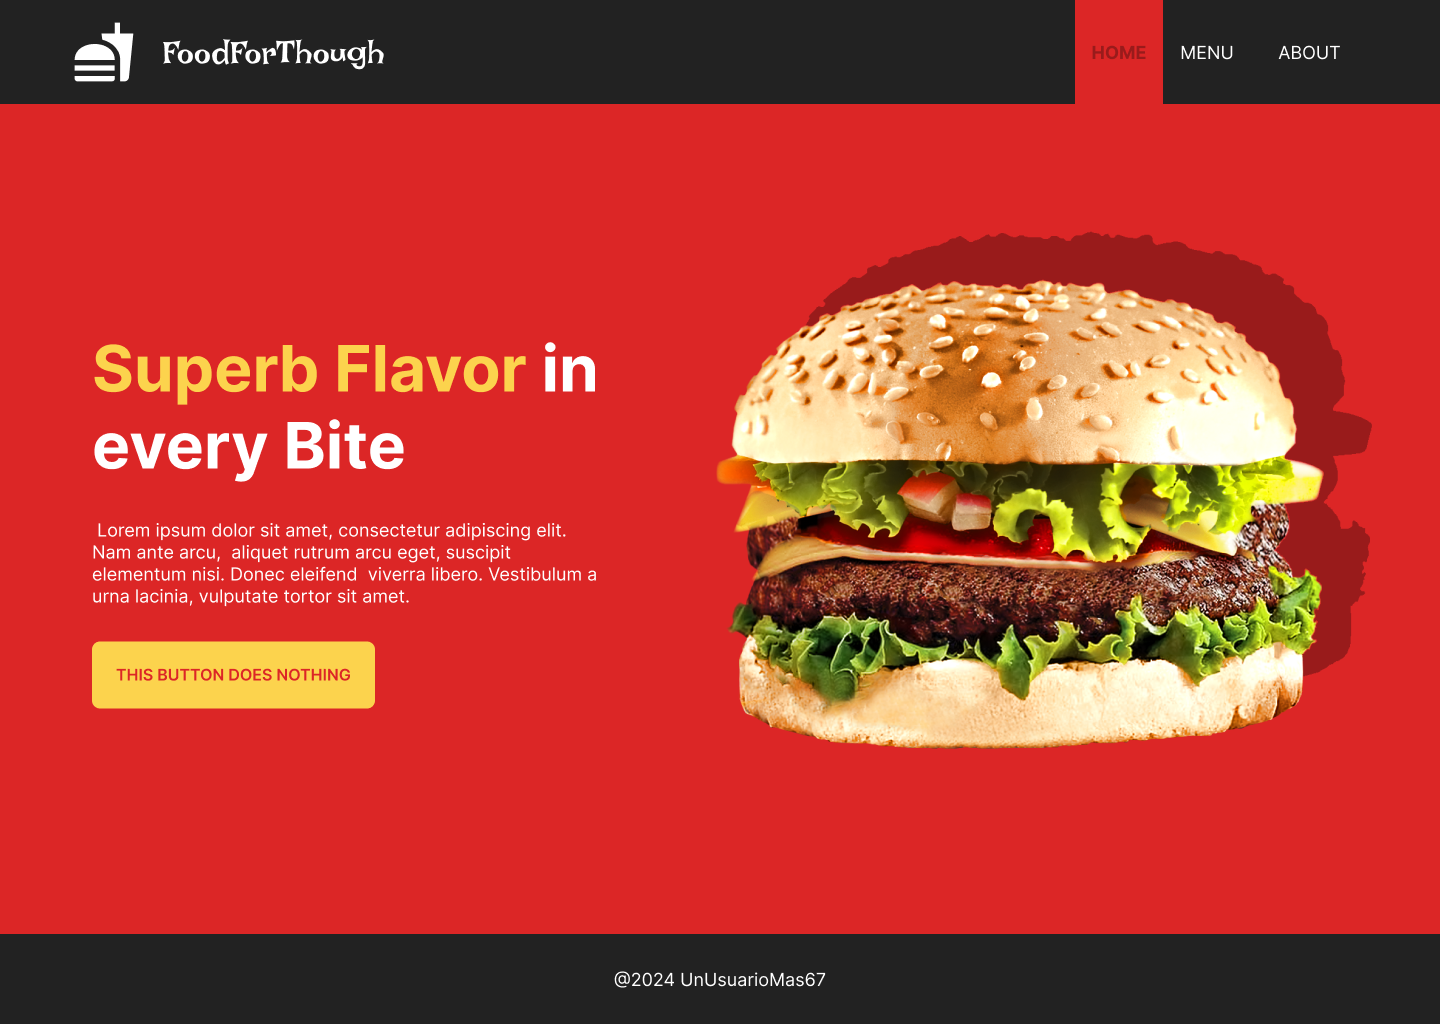 FoodForThough
HOME MENU ABOUT
Superb Flavor in
every Bite
Lorem ipsum dolor sit amet, consectetur adipiscing elit.
Nam ante arcu,  aliquet rutrum arcu eget, suscipit
elementum nisi. Donec eleifend  viverra libero. Vestibulum a
urna lacinia, vulputate tortor sit amet.
THIS BUTTON DOES NOTHING
@2024 UnUsuarioMas67